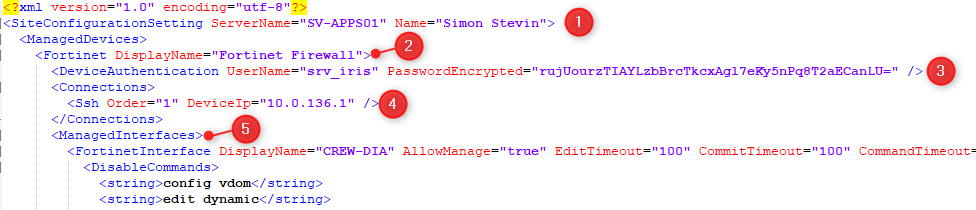 <?xml version="1.0" encoding="utf-8"?>
<SiteConfigurationSetting ServerName="SV-APPS01" Name="Simon Stevin"> 1
<ManagedDevices>
<Fortinet DisplayName="Fortinet Firewall"> 2
<DeviceAuthentication UserName="srv_iris" PasswordEncrypted="rujUourzTIAYLzbBrcTkcxAgl7eKy5nPq8T2aECanLU=" /> 3
<Connections>
<Ssh Order="1" DeviceIp="10.0.136.1" /> 4
</Connections>
<ManagedInterfaces> 5
<FortinetInterface DisplayName="CREW-DIA" AllowManage="true" EditTimeout="100" CommitTimeout="100" CommandTimeout=
<DisableCommands>
<string>config vdom</string>
<string>edit dynamic</string>